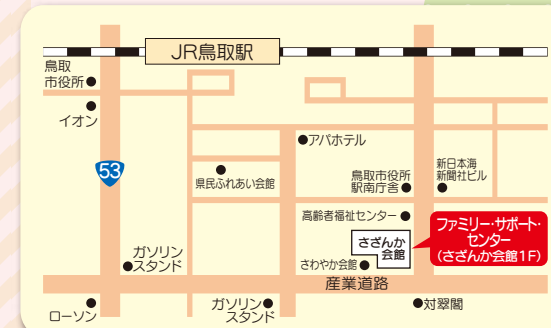 JR鳥取駅
鳥取
市役所
イオン
53
アパホテル
県民ふれあい会館
鳥取市役所
駅南庁舎
新日本海
新聞社ビル
高齢者福祉センター
ファミリー・サポート・
センター
(さざんか会館1F)
さざんか
会館
さわやか会館
ガソリン
スタンド
産業道路
ローソン
ガソリン
スタンド
対翠閣